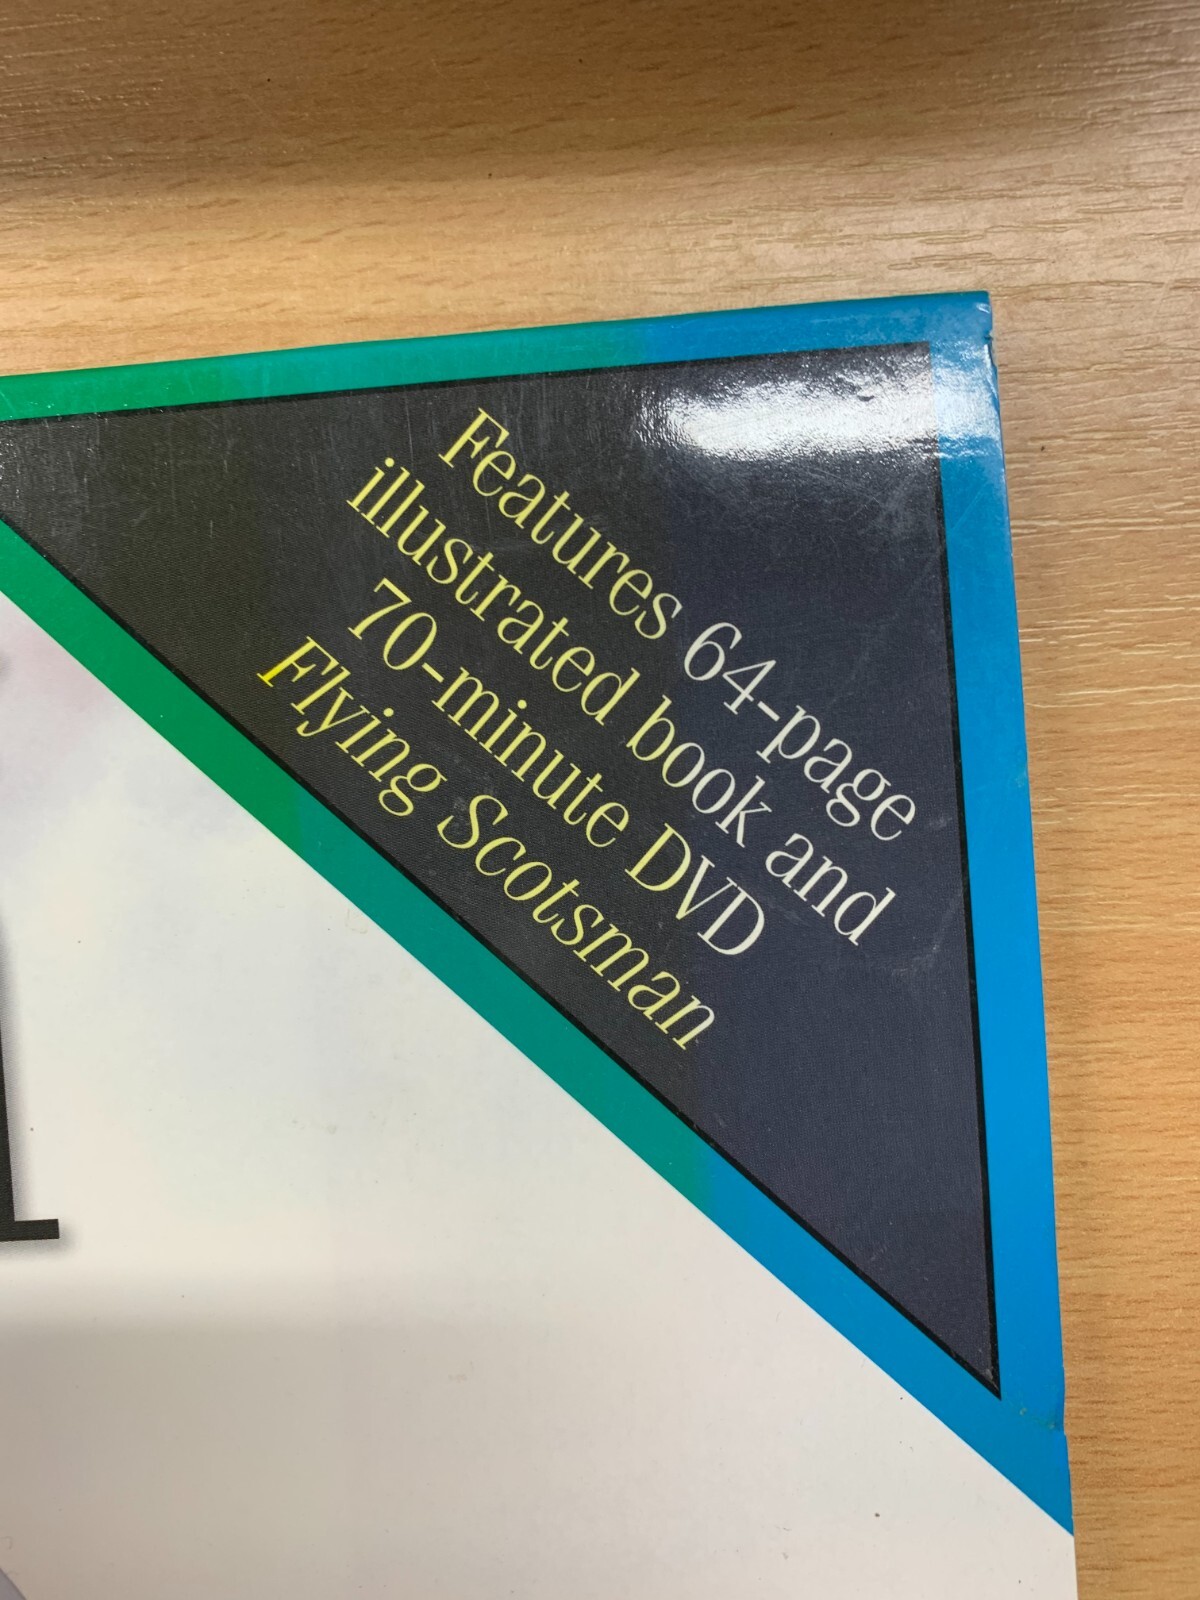 Features 64-page
illustrated book and
70-minute DVD
Flying Scotsman